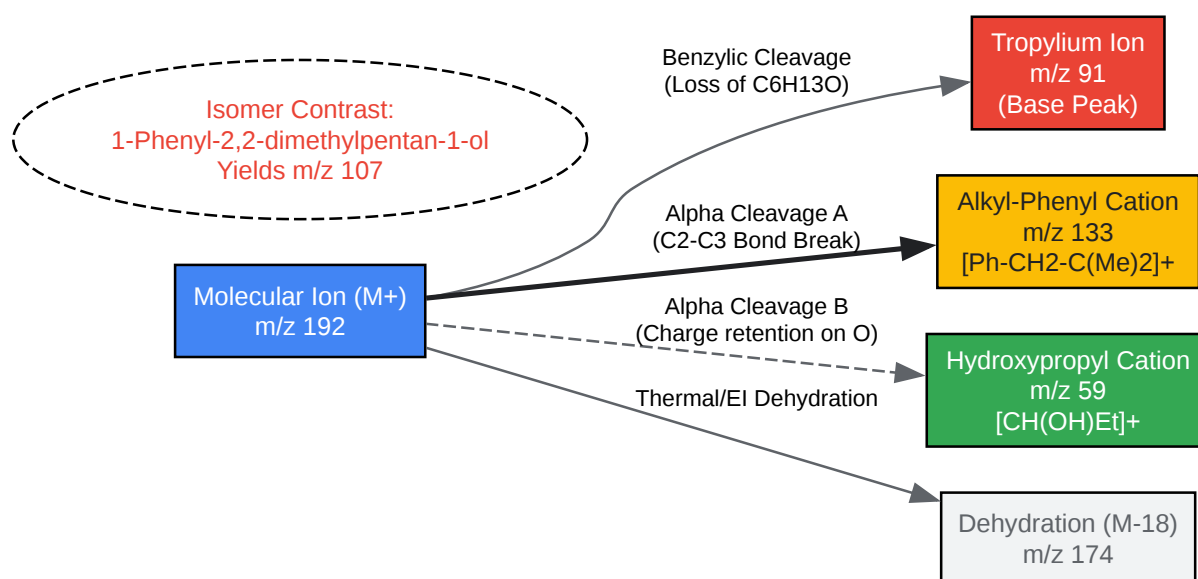 Isomer Contrast:
1-Phenyl-2,2-dimethylpentan-1-ol
Yields m/z 107
Molecular Ion (M+)
m/z 192
Benzylic Cleavage
(Loss of C6H13O)
Tropylium Ion
m/z 91
(Base Peak)
Alpha Cleavage A
(C2-C3 Bond Break)
Alkyl-Phenyl Cation
m/z 133
[Ph-CH2-C(Me)2]+
Alpha Cleavage B
(Charge retention on O)
Hydroxypropyl Cation
m/z 59
[CH(OH)Et]+
Thermal/EI Dehydration
Dehydration (M-18)
m/z 174